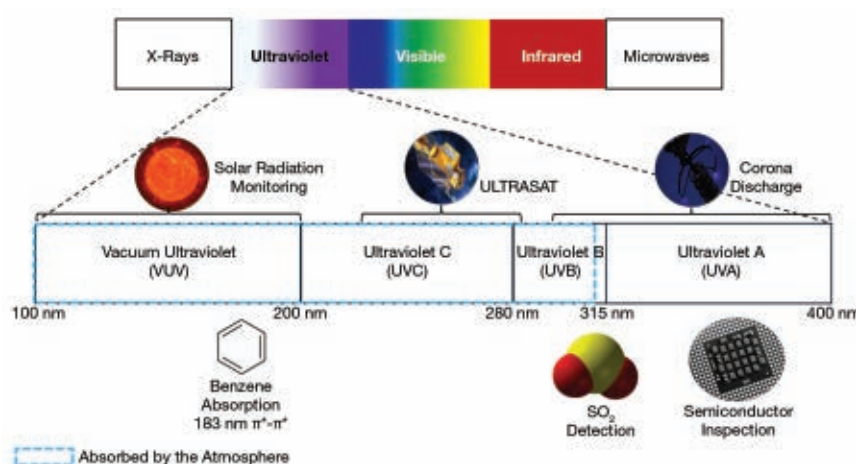 X-Rays
Ultraviolet
Visible
Infrared
Microwaves
Solar Radiation
Monitoring
ULTRASAT
Corona
Discharge
Vacuum Ultraviolet
(VUV)
Ultraviolet C
(UVC)
Ultraviolet B
(UVB)
Ultraviolet A
(UVA)
100 nm
200 nm
280 nm
315 nm
400 nm
Benzene
Absorption
183 nm π*-π*
SO₂
Detection
Semiconductor
Inspection
Absorbed by the Atmosphere